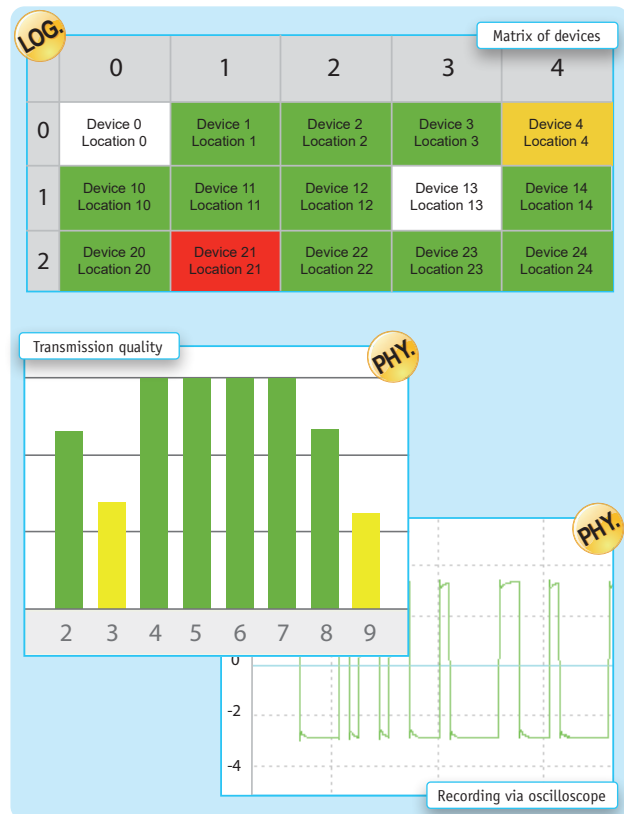 LOG.
Matrix of devices
0 1 2 3 4
0
Device 0 Device 1 Device 2 Device 3 Device 4
Location 0 Location 1 Location 2 Location 3 Location 4
1
Device 10 Device 11 Device 12 Device 13 Device 14
Location 10 Location 11 Location 12 Location 13 Location 14
2
Device 20 Device 21 Device 22 Device 23 Device 24
Location 20 Location 21 Location 22 Location 23 Location 24
Transmission quality
PHY.
2 3 4 5 6 7 8 9
PHY.
0
-2
-4
Recording via oscilloscope